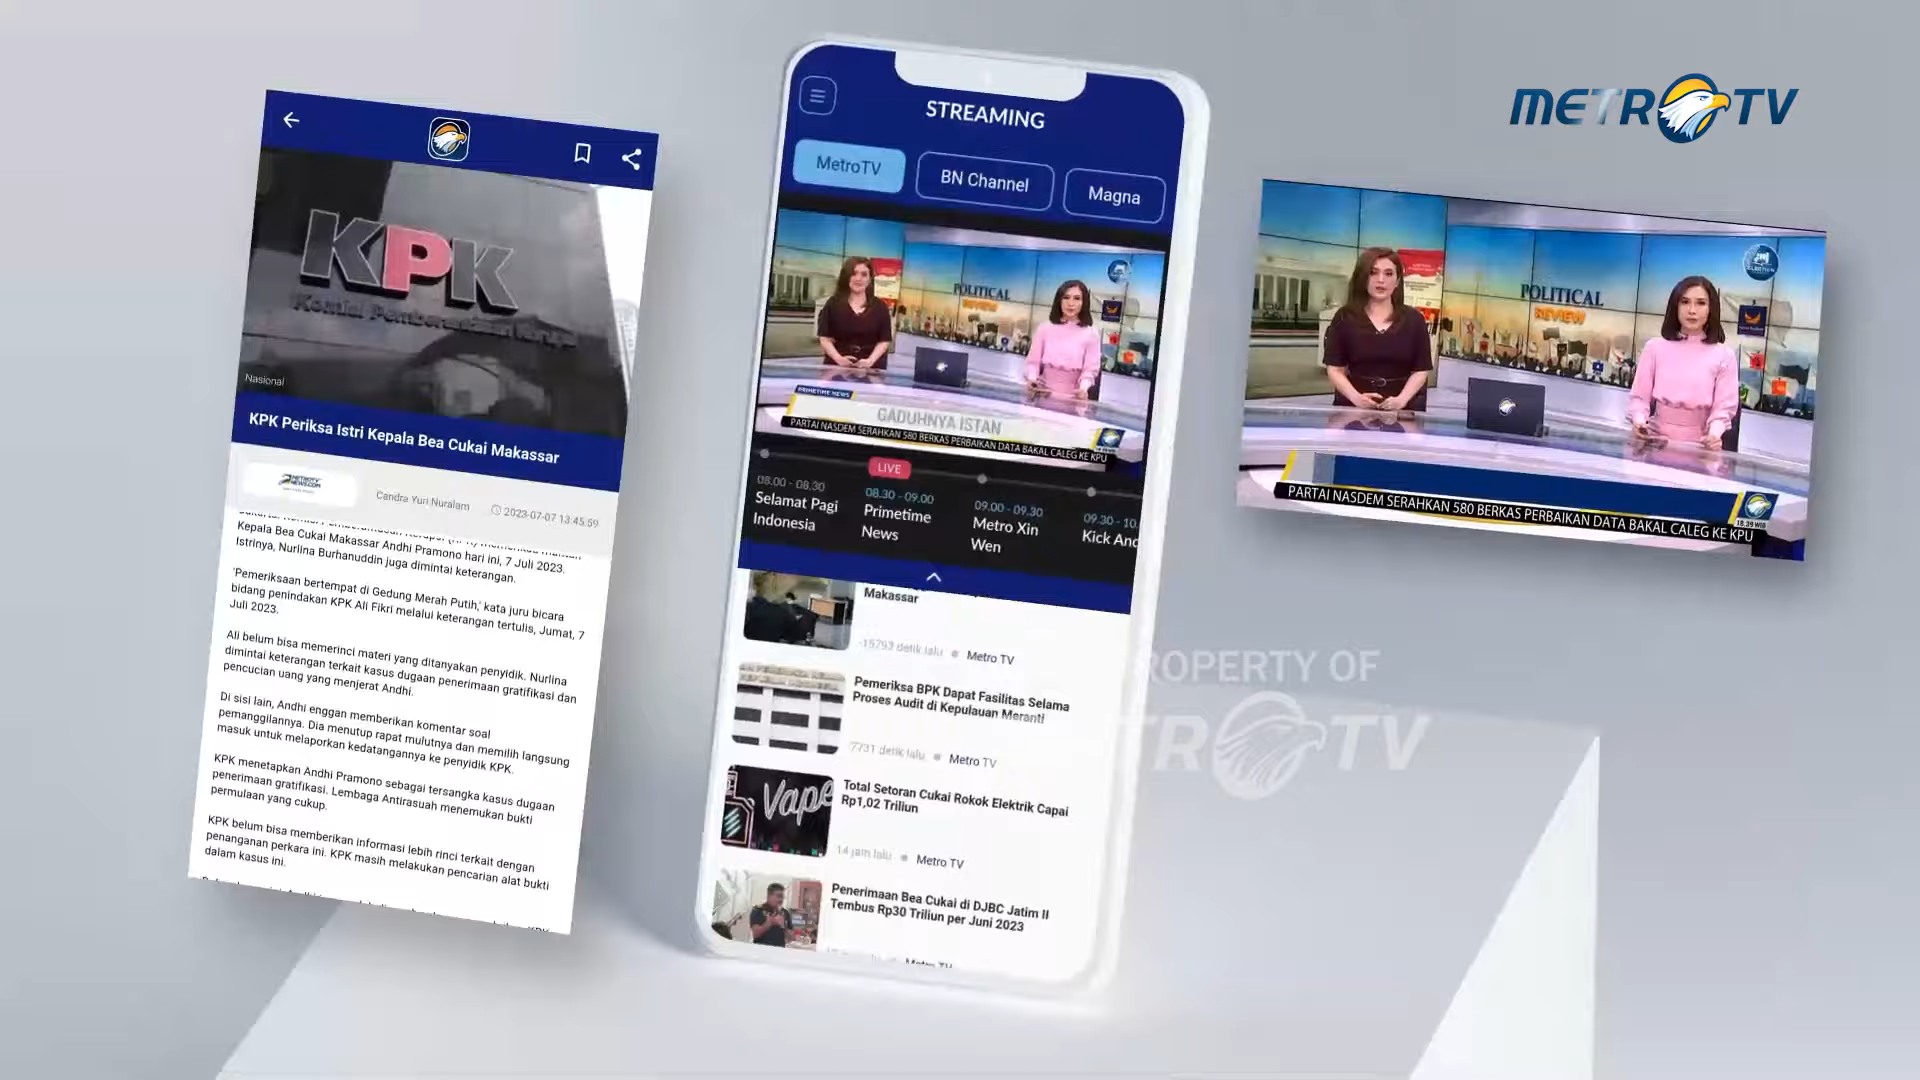 METRO TV
KPK
Nasional
KPK Periksa Istri Kepala Bea Cukai Makassar
METROTV
NEWS.COM
Candra Yuri Nuralam
2023-07-07 13:45:59
Kepala Bea Cukai Makassar Andhi Pramono hari ini, 7 Juli 2023.
Istrinya, Nurlina Burhanuddin juga dimintai keterangan.
'Pemeriksaan bertempat di Gedung Merah Putih,' kata juru bicara
bidang penindakan KPK Ali Fikri melalui keterangan tertulis, Jumat, 7
Juli 2023.
Ali belum bisa memerinci materi yang ditanyakan penyidik. Nurlina
dimintai keterangan terkait kasus dugaan penerimaan gratifikasi dan
pencucian uang yang menjerat Andhi.
Di sisi lain, Andhi enggan memberikan komentar soal
pemanggilannya. Dia menutup rapat mulutnya dan memilih langsung
masuk untuk melaporkan kedatangannya ke penyidik KPK.
KPK menetapkan Andhi Pramono sebagai tersangka kasus dugaan
penerimaan gratifikasi. Lembaga Antirasuah menemukan bukti
permulaan yang cukup.
KPK belum bisa memberikan informasi lebih rinci terkait dengan
penanganan perkara ini. KPK masih melakukan pencarian alat bukti
dalam kasus ini.
STREAMING
MetroTV
BN Channel
Magna
POLITICAL
REVIEW
PRIMETIME NEWS
GADUHNYA ISTAN
PARTAI NASDEM SERAHKAN 580 BERKAS PERBAIKAN DATA BAKAL CALEG KE KPU
LIVE
08.00 - 08.30
Selamat Pagi
Indonesia
08.30 - 09.00
Primetime
News
09.00 - 09.30
Metro Xin
Wen
09.30 - 10.
Kick And
Makassar
15793 detik lalu
Metro TV
Pemeriksa BPK Dapat Fasilitas Selama
Proses Audit di Kepulauan Meranti
7731 detik lalu
Metro TV
Vape
Total Setoran Cukai Rokok Elektrik Capai
Rp1,02 Triliun
14 jam lalu
Metro TV
Penerimaan Bea Cukai di DJBC Jatim II
Tembus Rp30 Triliun per Juni 2023
Metro TV
POLITICAL
REVIEW
PARTAI NASDEM SERAHKAN 580 BERKAS PERBAIKAN DATA BAKAL CALEG KE KPU
18.39 WIB
ROPERTY OF
TR TV